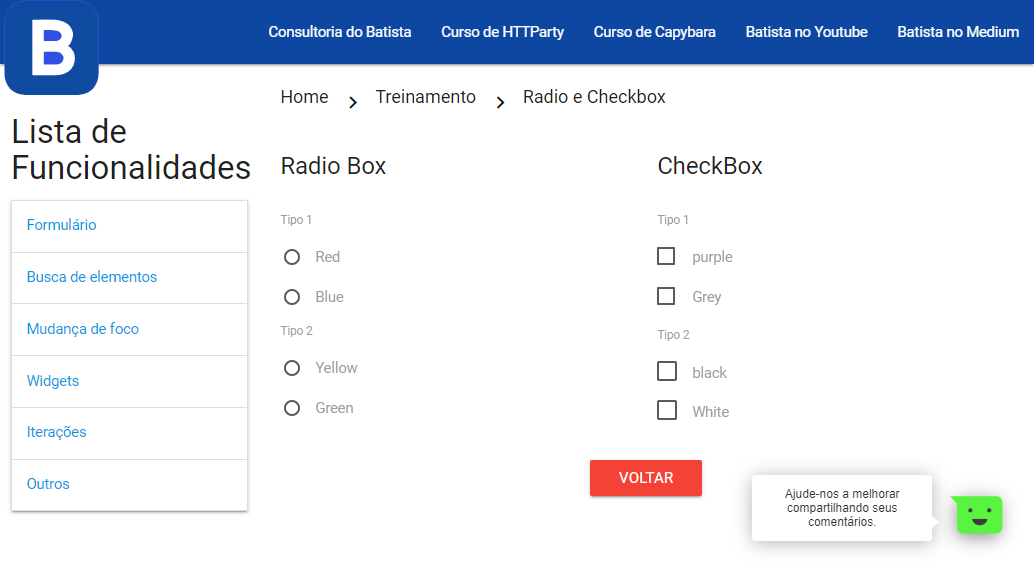 B
Consultoria do Batista Curso de HTTParty Curso de Capybara Batista no Youtube Batista no Medium
Home Treinamento Radio e Checkbox
Lista de
Funcionalidades
Formulário
Busca de elementos
Mudança de foco
Widgets
Iterações
Outros
Radio Box
Tipo 1
Red
Blue
Tipo 2
Yellow
Green
CheckBox
Tipo 1
purple
Grey
Tipo 2
black
White
VOLTAR
Ajude-nos a melhorar
compartilhando seus
comentários.